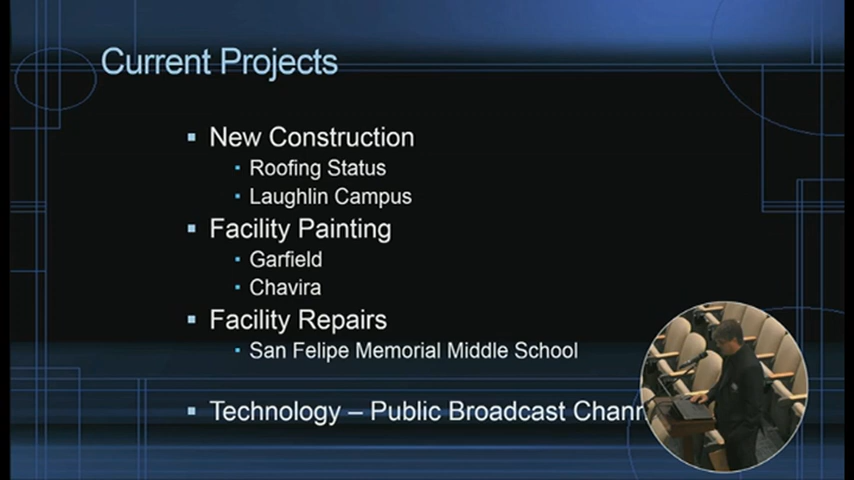 Current Projects
New Construction
Roofing Status
Laughlin Campus
Facility Painting
Garfield
Chavira
Facility Repairs
San Felipe Memorial Middle School
Technology – Public Broadcast